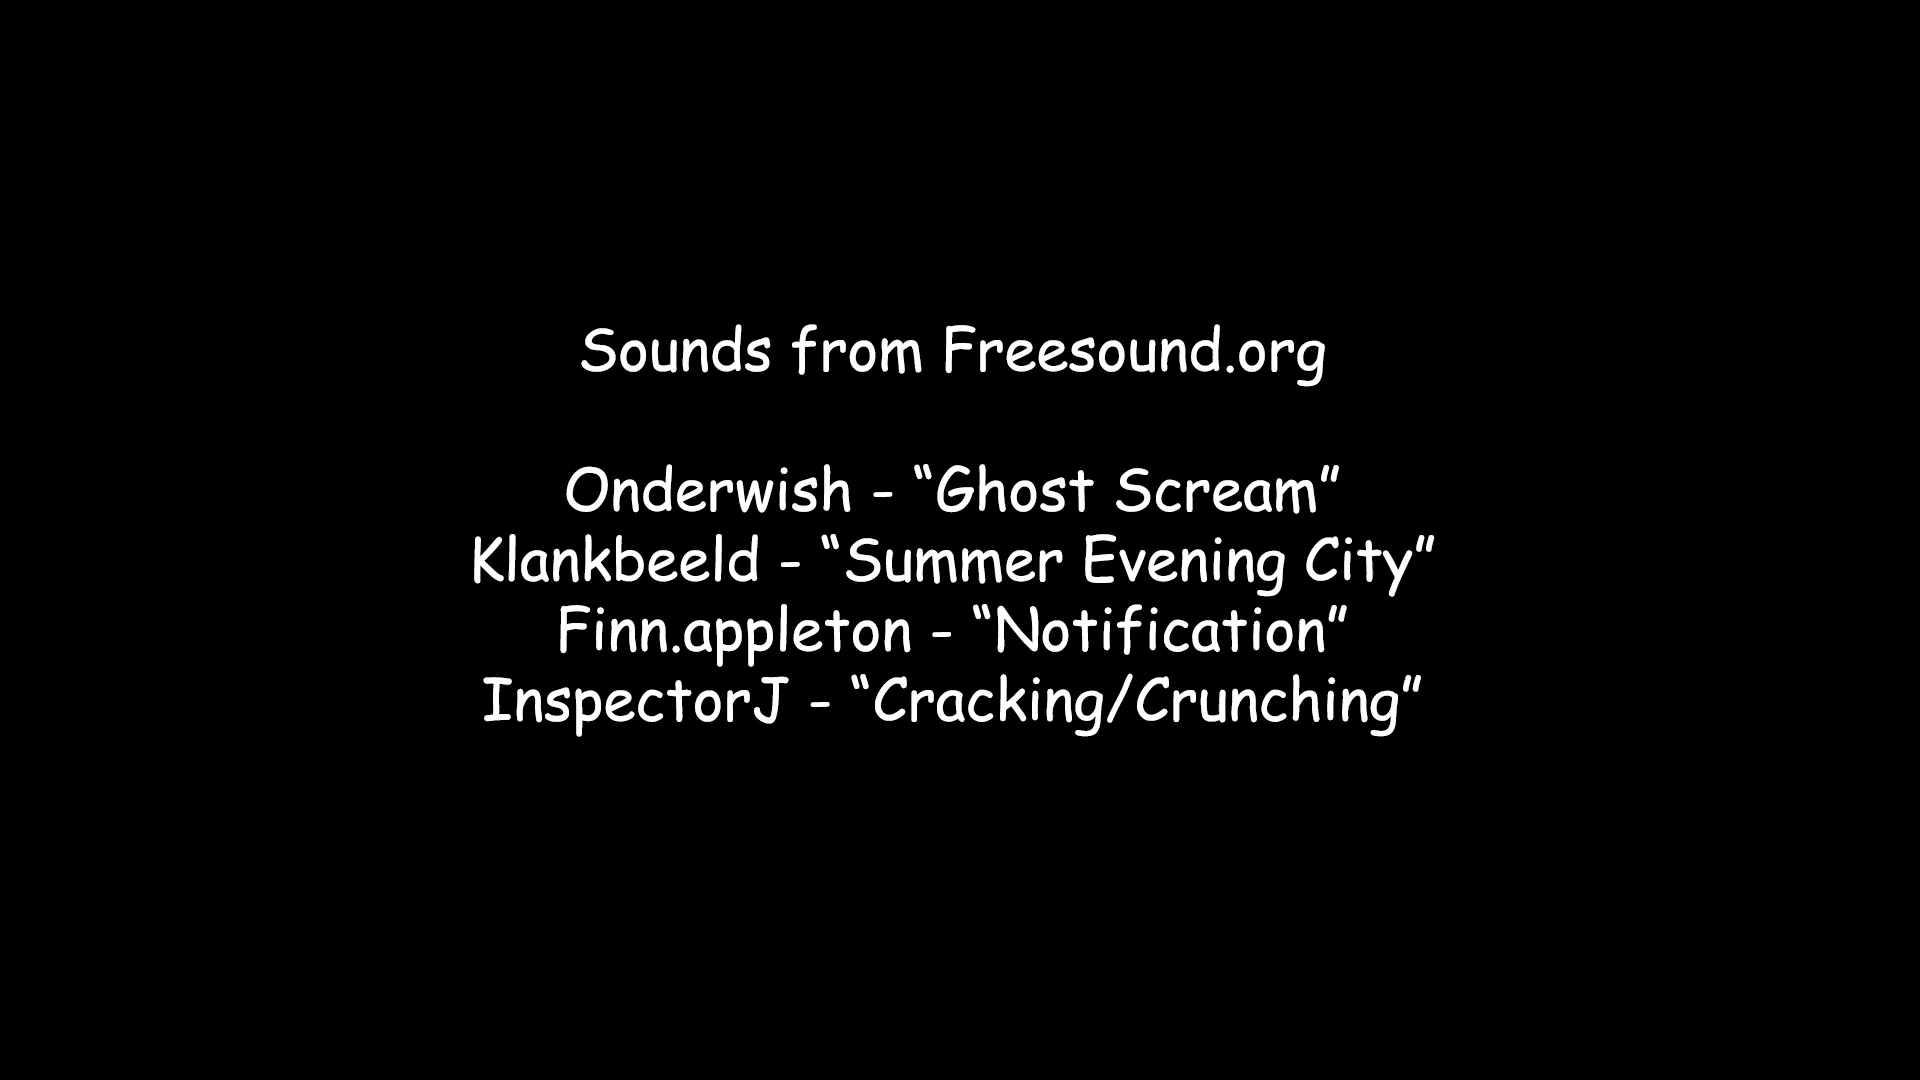 Sounds from Freesound.org
Onderwish - “Ghost Scream”
Klankbeeld - “Summer Evening City”
Finn.appleton - “Notification”
InspectorJ - “Cracking/Crunching”